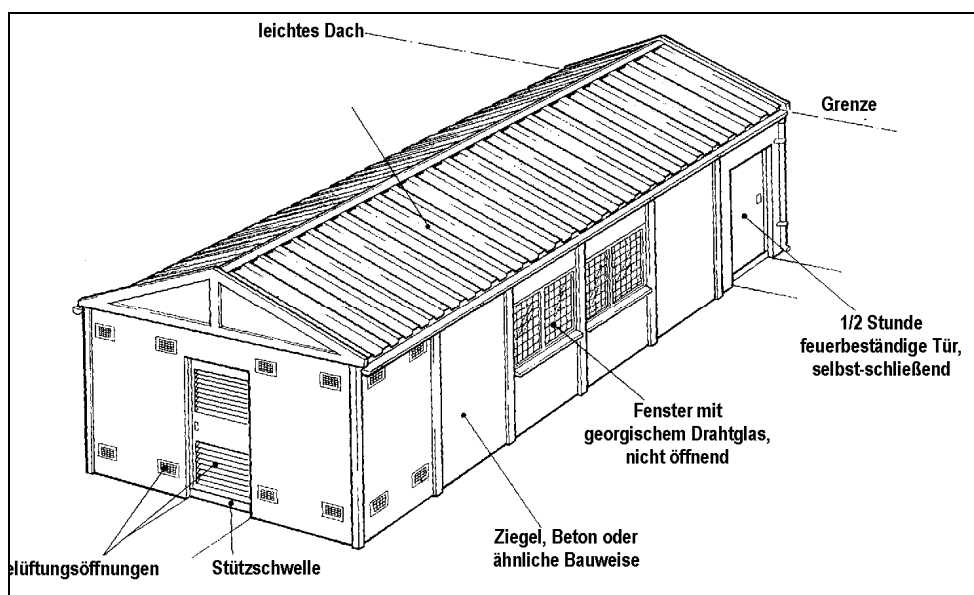 leichtes Dach
Grenze
1/2 Stunde
feuerbeständige Tür,
selbst-schließend
Fenster mit
georgischem Drahtglas,
nicht öffnend
Ziegel, Beton oder
ähnliche Bauweise
elüftungsöffnungen
Stützschwelle